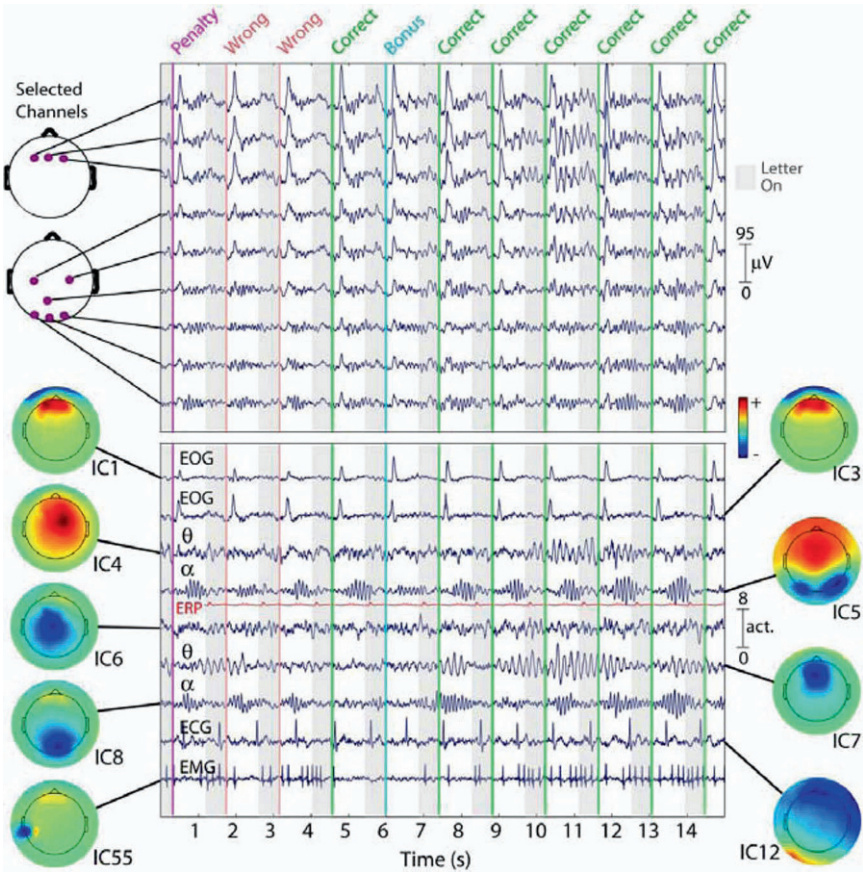 Penalty Wrong Wrong Correct Bonus Correct Correct Correct Correct Correct Correct
Selected
Channels
Letter
On
95
μV
0
+
-
IC1
IC3
EOG
EOG
θ
IC4
α
ERP
IC5
8
act.
0
IC6
θ
α
IC8
IC7
ECG
EMG
IC55
IC12
1 2 3 4 5 6 7 8 9 10 11 12 13 14
Time (s)